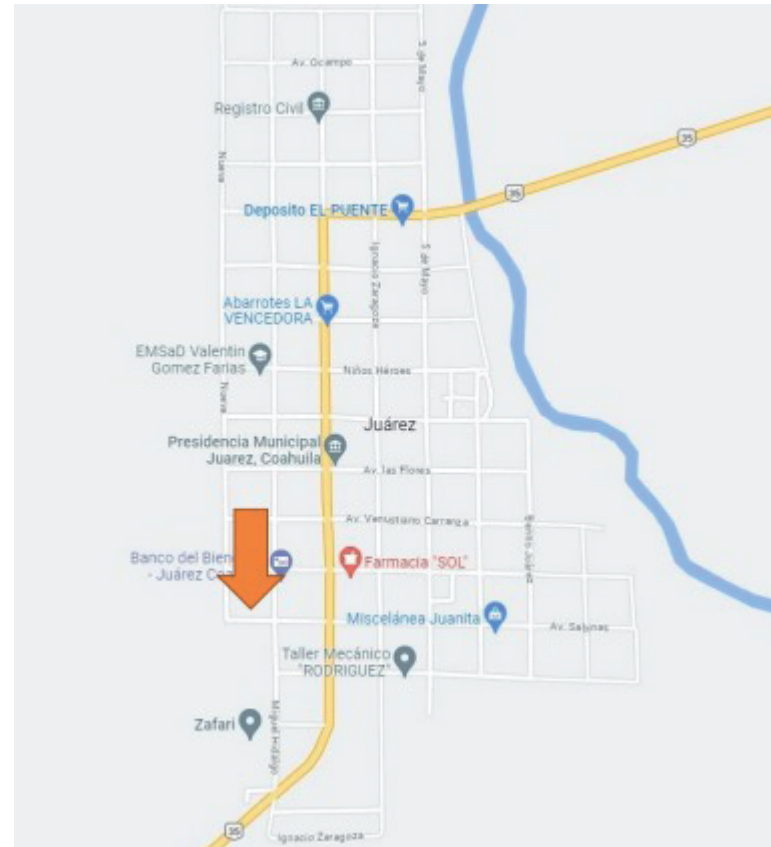 Av. Ocampo
5 de Mayo
Registro Civil
Nueva
35
35
Deposito EL PUENTE
Ignacio Zaragoza
5 de Mayo
Abarrotes LA
VENCEDORA
EMSaD Valentin
Gomez Farias
Niños Héroes
Nueva
Juárez
Presidencia Municipal
Juarez, Coahuila
Av. las Flores
Av. Venustiano Carranza
Benito Juárez
Banco del
- Juárez
Farmacia "SOL"
Miscelánea Juanita
Av. Salynas
Taller Mecánico
"RODRIGUEZ"
Zafari
Miguel Hidalgo
35
Ignacio Zaragoza